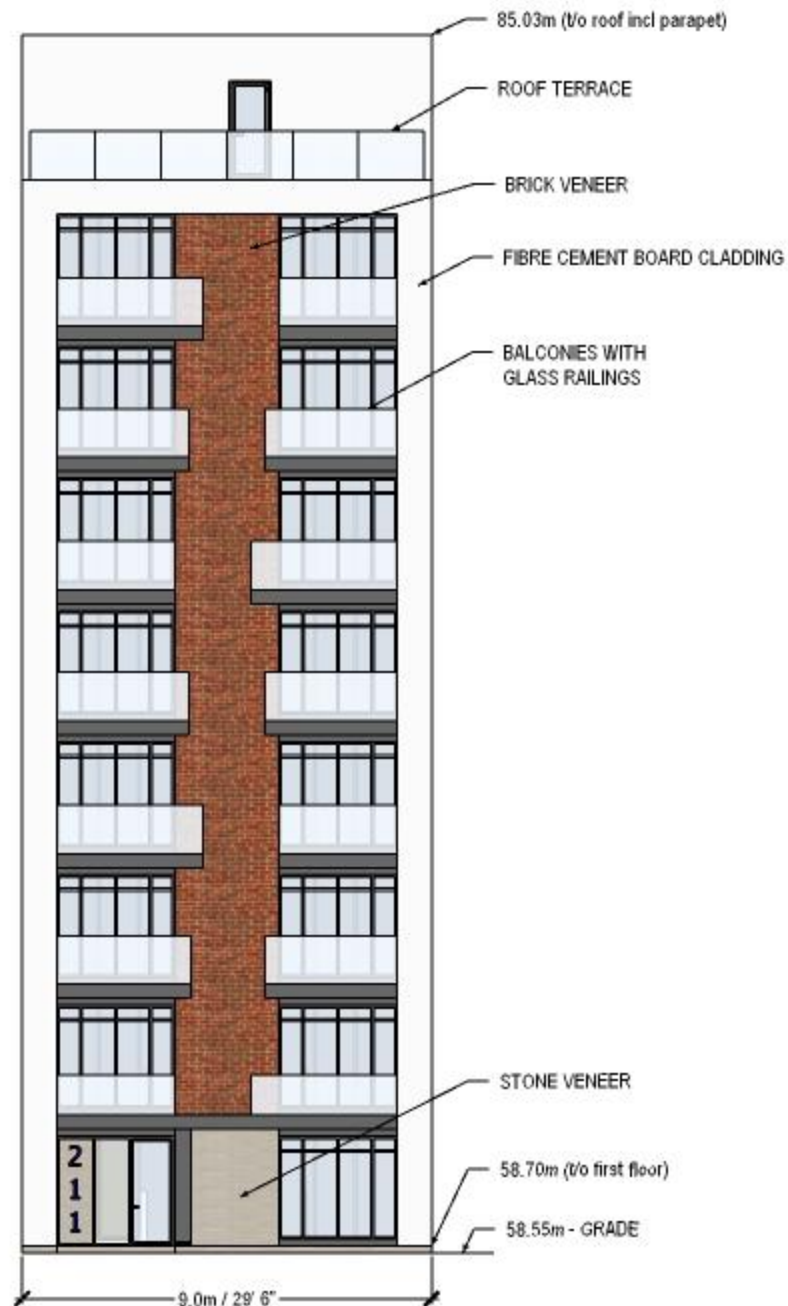 85.03m (t/o roof incl parapet)
ROOF TERRACE
BRICK VENEER
FIBRE CEMENT BOARD CLADDING
BALCONIES WITH
GLASS RAILINGS
STONE VENEER
2
1
1
58.70m (t/o first floor)
58.55m - GRADE
9.0m / 29' 6"